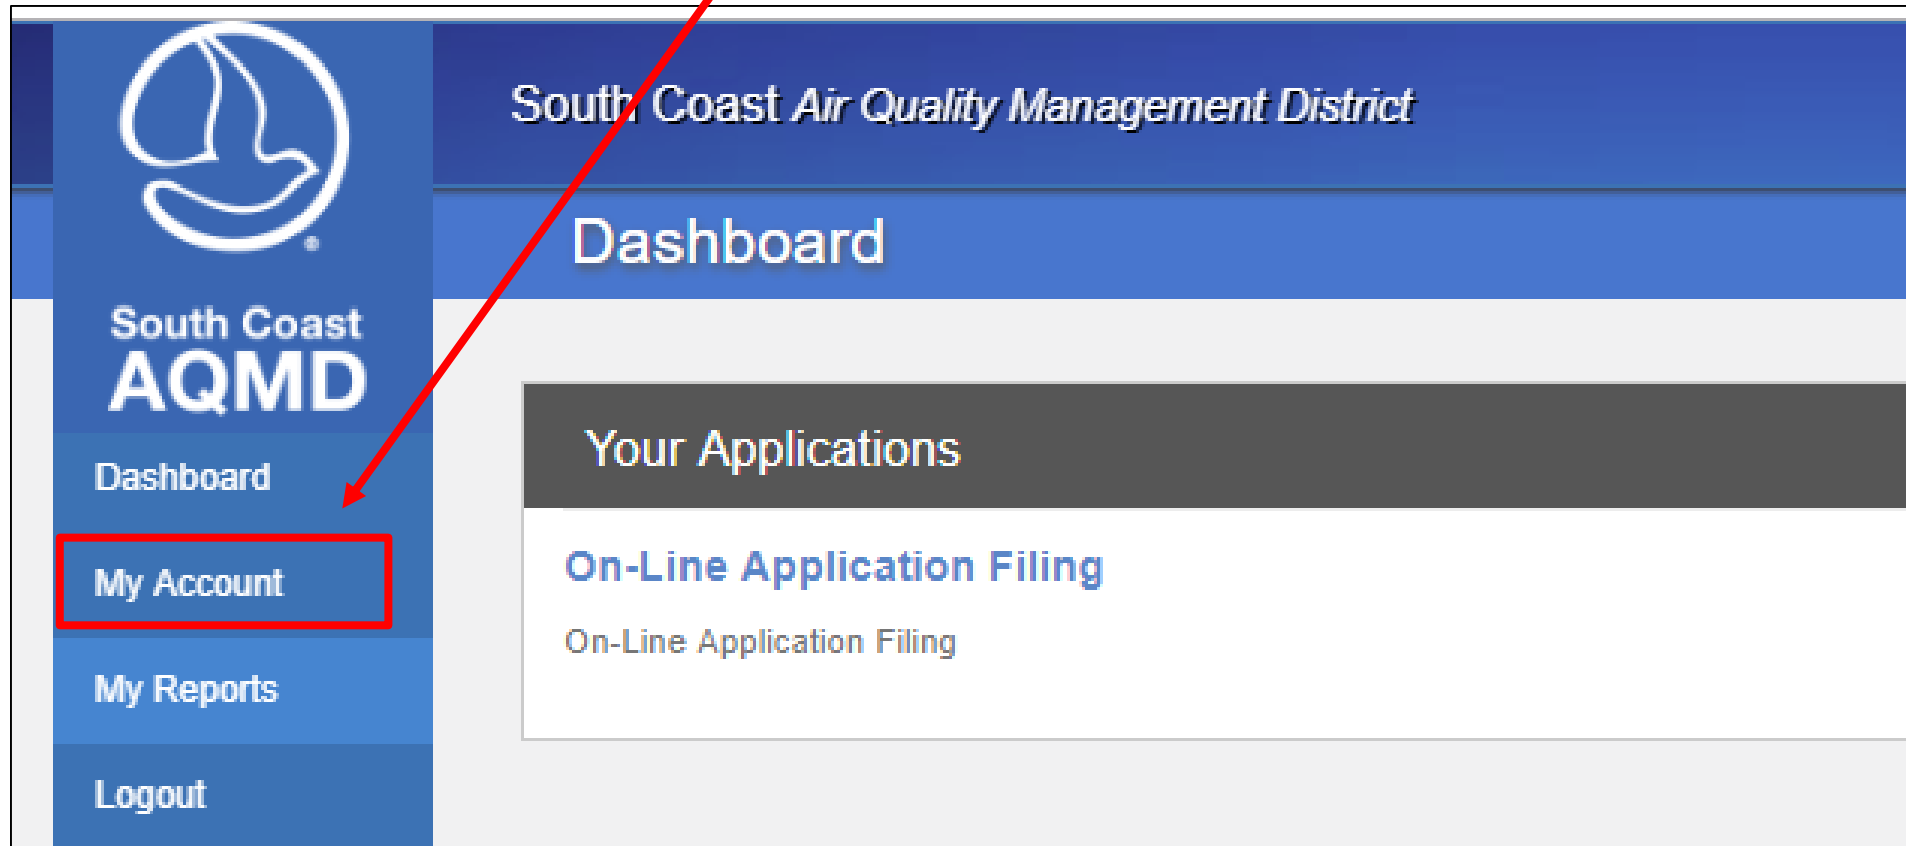 South Coast Air Quality Management District
Dashboard
South Coast
AQMD
Dashboard
My Account
My Reports
Logout
Your Applications
On-Line Application Filing
On-Line Application Filing